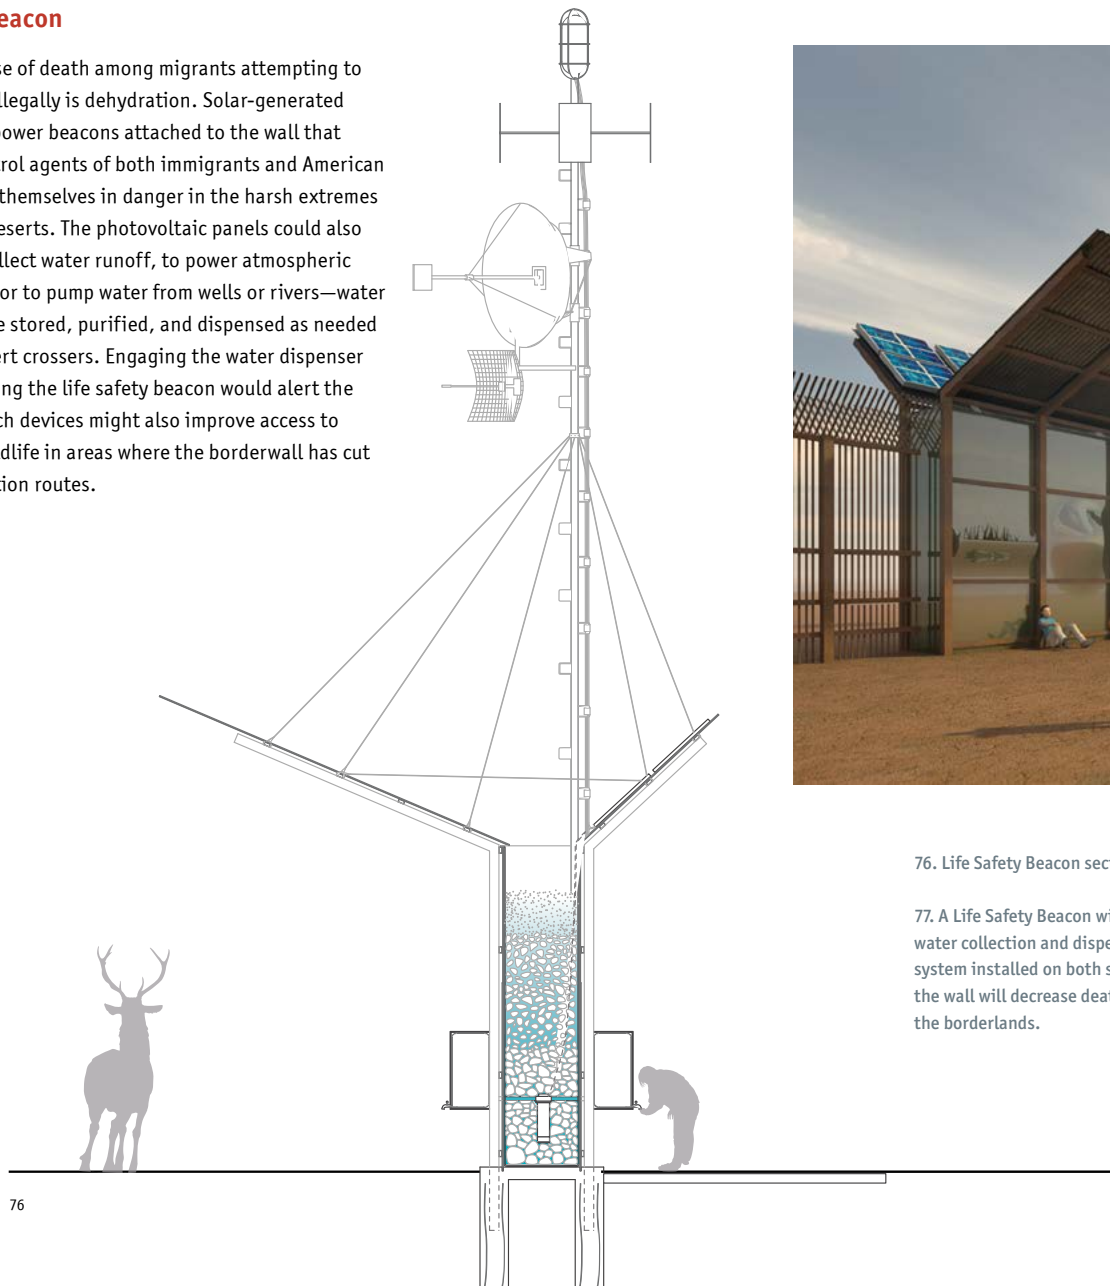 eacon
se of death among migrants attempting to
llegally is dehydration. Solar-generated
power beacons attached to the wall that
trol agents of both immigrants and American
themselves in danger in the harsh extremes
eserts. The photovoltaic panels could also
llect water runoff, to power atmospheric
or to pump water from wells or rivers—water
e stored, purified, and dispensed as needed
ert crossers. Engaging the water dispenser
ing the life safety beacon would alert the
ch devices might also improve access to
ldlife in areas where the borderwall has cut
tion routes.
76. Life Safety Beacon sec
77. A Life Safety Beacon wi
water collection and dispe
system installed on both s
the wall will decrease deat
the borderlands.
76